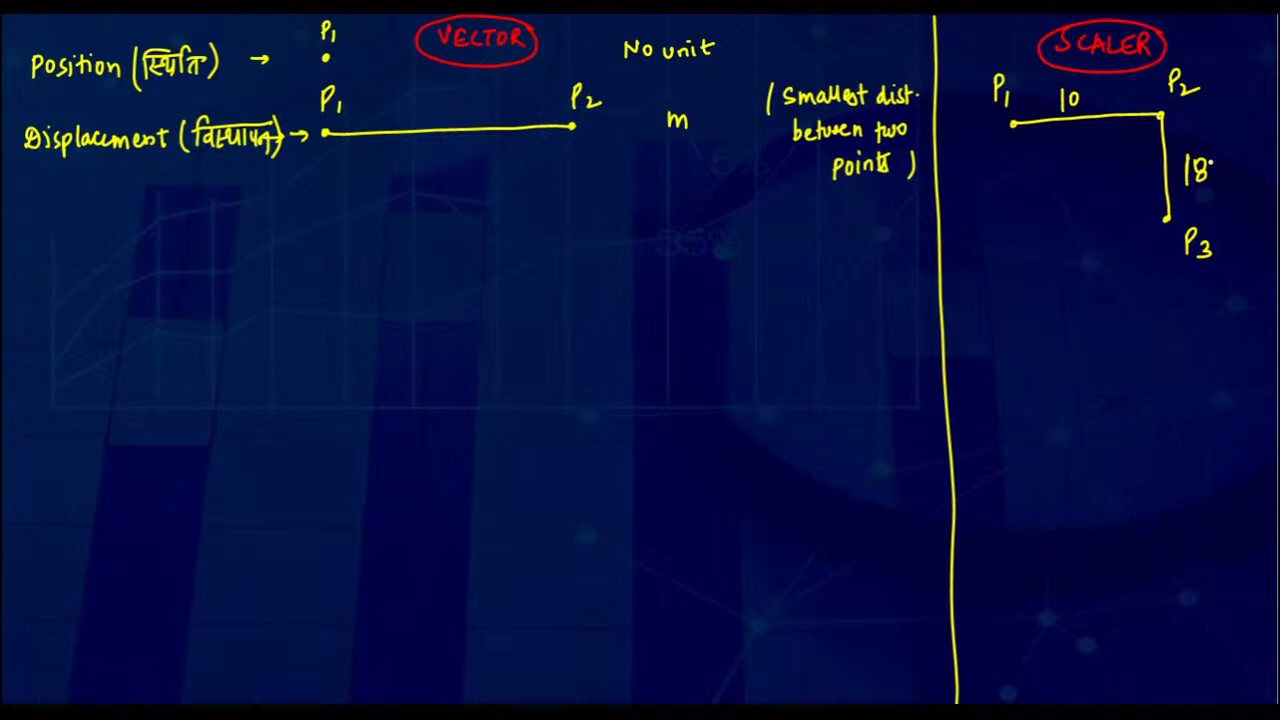 P1 VECTOR
Position (स्थिति) → No unit
Displacement (विस्थापन) → P1 P2 m
(Smallest dist.
between two
points)
SCALER
P1 10 P2
18
P3
55%